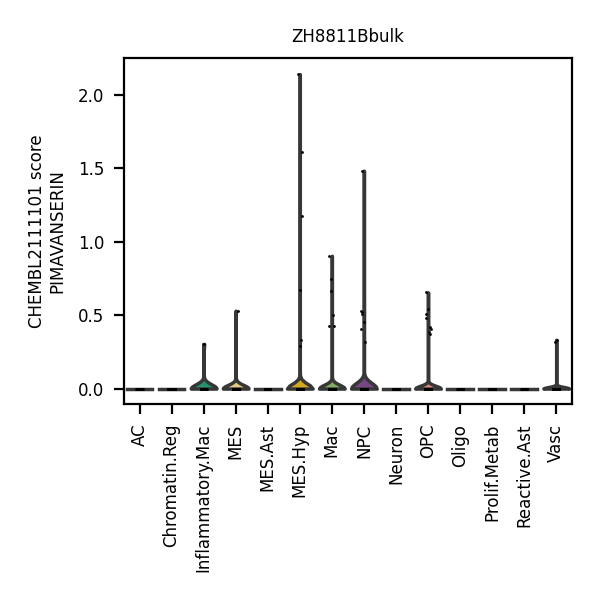 ZH8811Bbulk
CHEMBL2111101 score
PIMAVANSERIN
2.0
1.5
1.0
0.5
0.0
AC
Chromatin.Reg
Inflammatory.Mac
MES
MES.Ast
MES.Hyp
Mac
NPC
Neuron
OPC
Oligo
Prolif.Metab
Reactive.Ast
Vasc